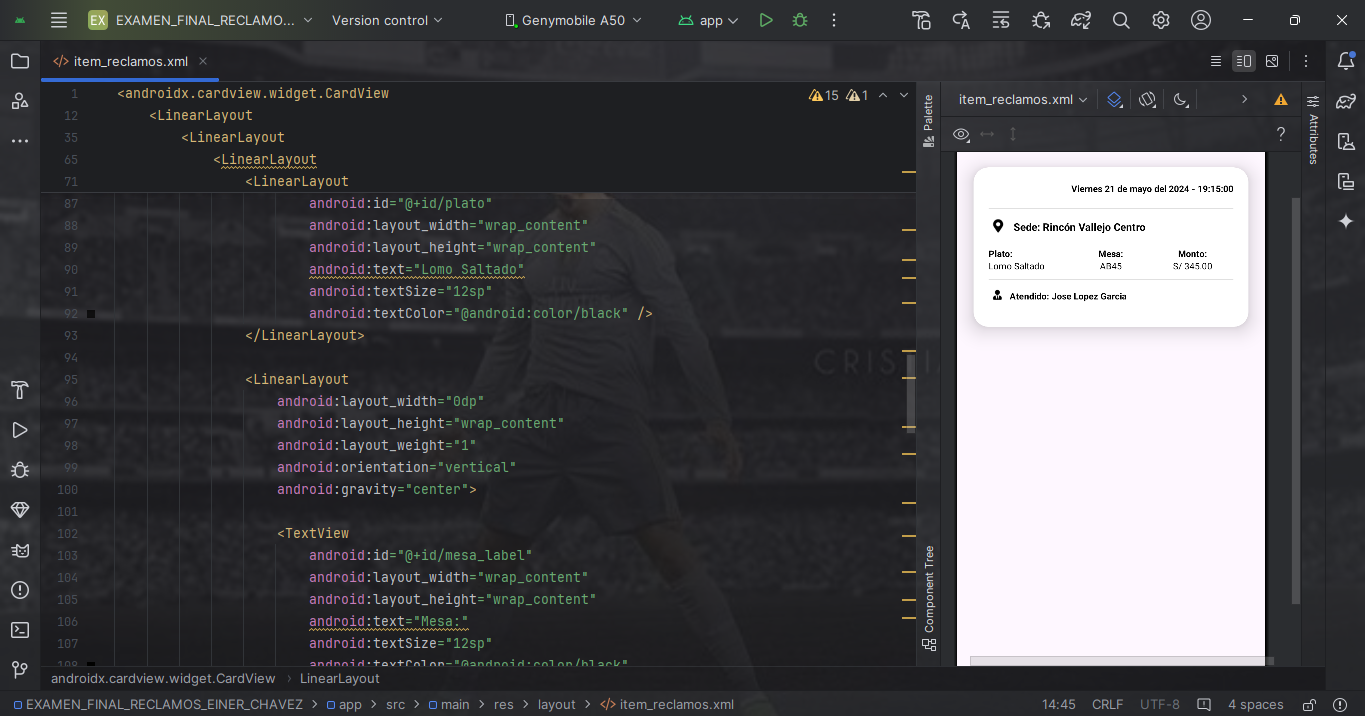 EX EXAMEN_FINAL_RECLAMO... Version control Genymobile A50 app
item_reclamos.xml
1 <androidx.cardview.widget.CardView
12 <LinearLayout
35 <LinearLayout
65 <LinearLayout
71 <LinearLayout
87 android:id="@+id/plato"
88 android:layout_width="wrap_content"
89 android:layout_height="wrap_content"
90 android:text="Lomo Saltado"
91 android:textSize="12sp"
92 android:textColor="@android:color/black" />
93 </LinearLayout>
94
95 <LinearLayout
96 android:layout_width="0dp"
97 android:layout_height="wrap_content"
98 android:layout_weight="1"
99 android:orientation="vertical"
100 android:gravity="center">
101
102 <TextView
103 android:id="@+id/mesa_label"
104 android:layout_width="wrap_content"
105 android:layout_height="wrap_content"
106 android:text="Mesa:"
107 android:textSize="12sp"
108 android:textColor="@android:color/black"
15 1
Palette
Component Tree
item_reclamos.xml
?
Attributes
Viernes 21 de mayo del 2024 - 19:15:00
Sede: Rincón Vallejo Centro
Plato: Mesa: Monto:
Lomo Saltado AB45 S/ 345.00
Atendido: Jose Lopez Garcia
androidx.cardview.widget.CardView > LinearLayout
EXAMEN_FINAL_RECLAMOS_EINER_CHAVEZ > app > src > main > res > layout > item_reclamos.xml 14:45 CRLF UTF-8 4 spaces